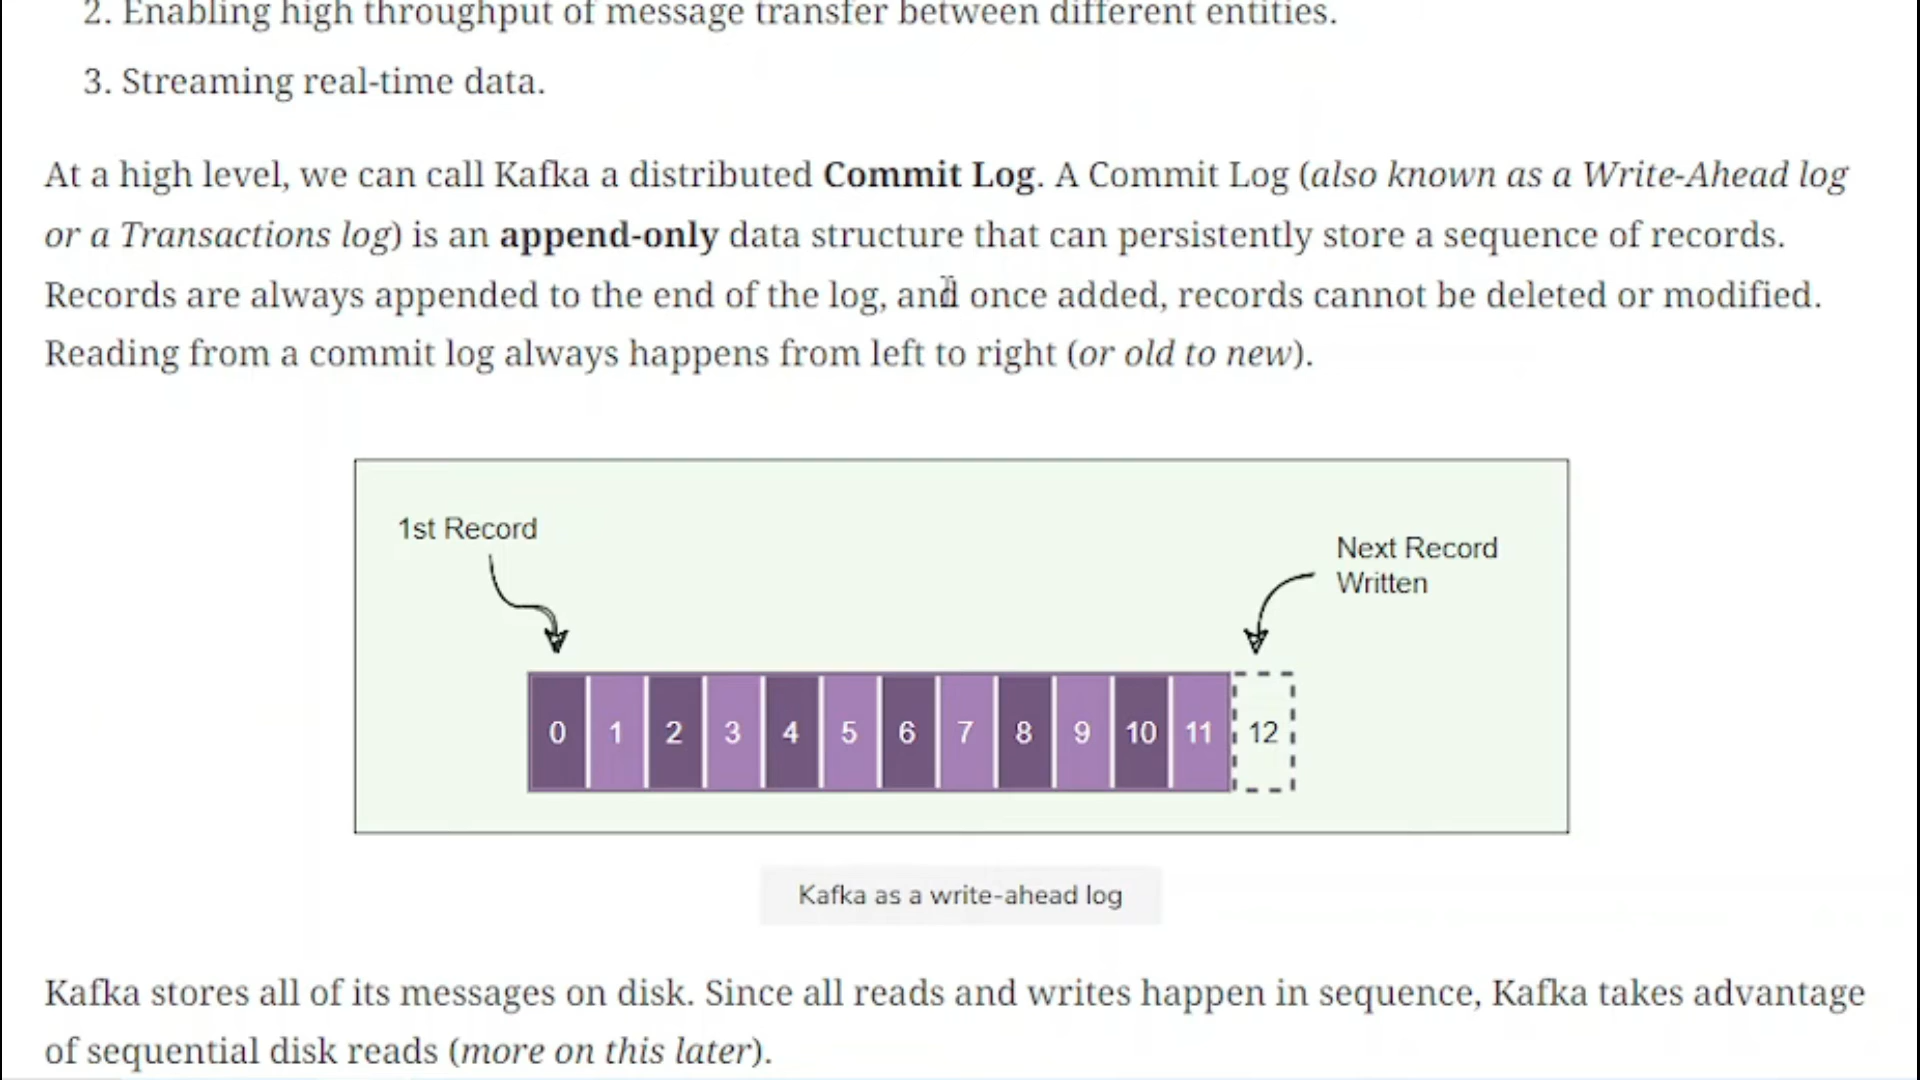 2. Enabling high throughput of message transfer between different entities.
3. Streaming real-time data.
At a high level, we can call Kafka a distributed Commit Log. A Commit Log (also known as a Write-Ahead log
or a Transactions log) is an append-only data structure that can persistently store a sequence of records.
Records are always appended to the end of the log, and once added, records cannot be deleted or modified.
Reading from a commit log always happens from left to right (or old to new).
1st Record
Next Record
Written
0 1 2 3 4 5 6 7 8 9 10 11 12
Kafka as a write-ahead log
Kafka stores all of its messages on disk. Since all reads and writes happen in sequence, Kafka takes advantage
of sequential disk reads (more on this later).